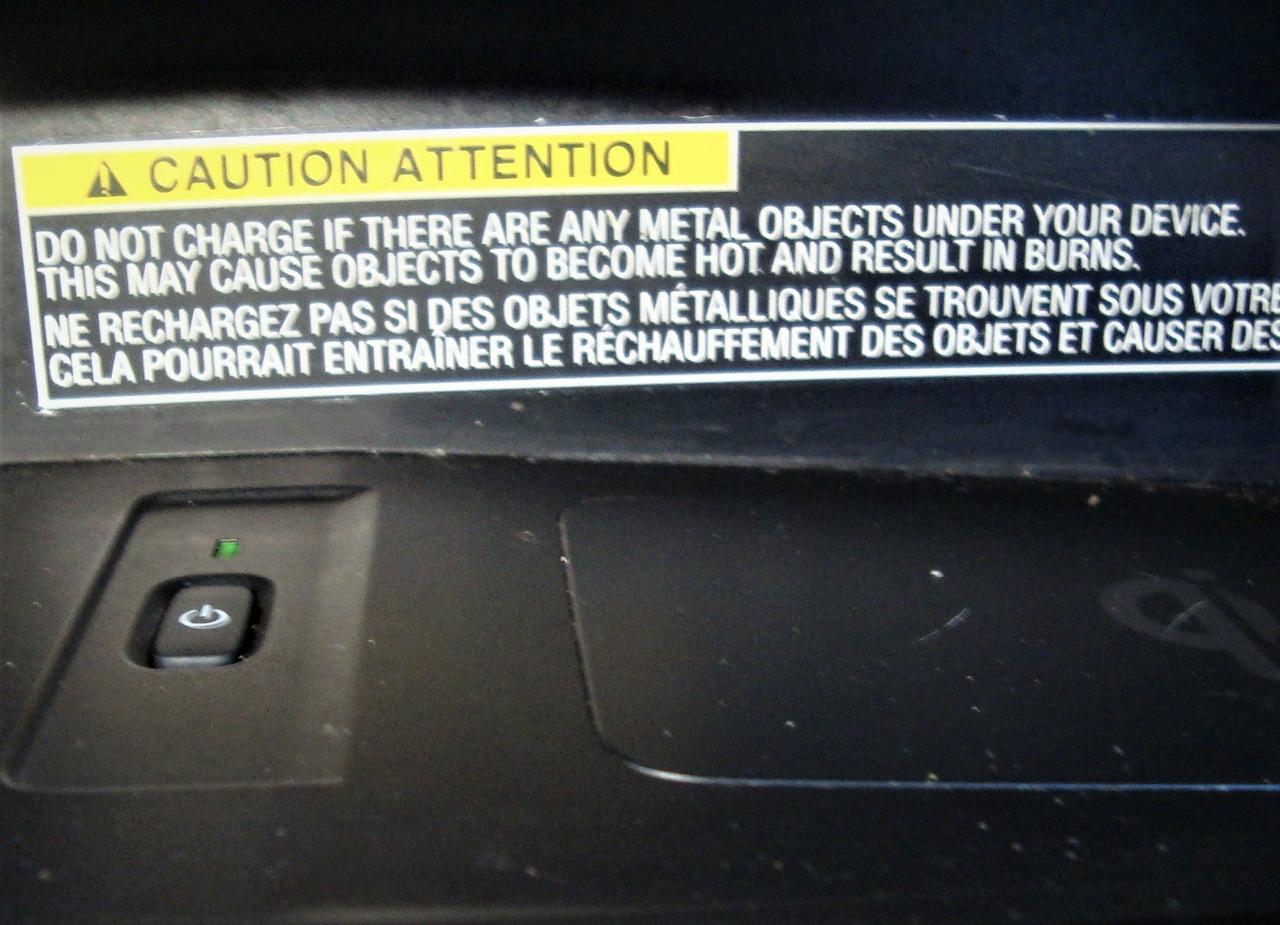 CAUTION ATTENTION
DO NOT CHARGE IF THERE ARE ANY METAL OBJECTS UNDER YOUR DEVICE.
THIS MAY CAUSE OBJECTS TO BECOME HOT AND RESULT IN BURNS.
NE RECHARGEZ PAS SI DES OBJETS MÉTALLIQUES SE TROUVENT SOUS VOTRE
CELA POURRAIT ENTRAÎNER LE RÉCHAUFFEMENT DES OBJETS ET CAUSER DES